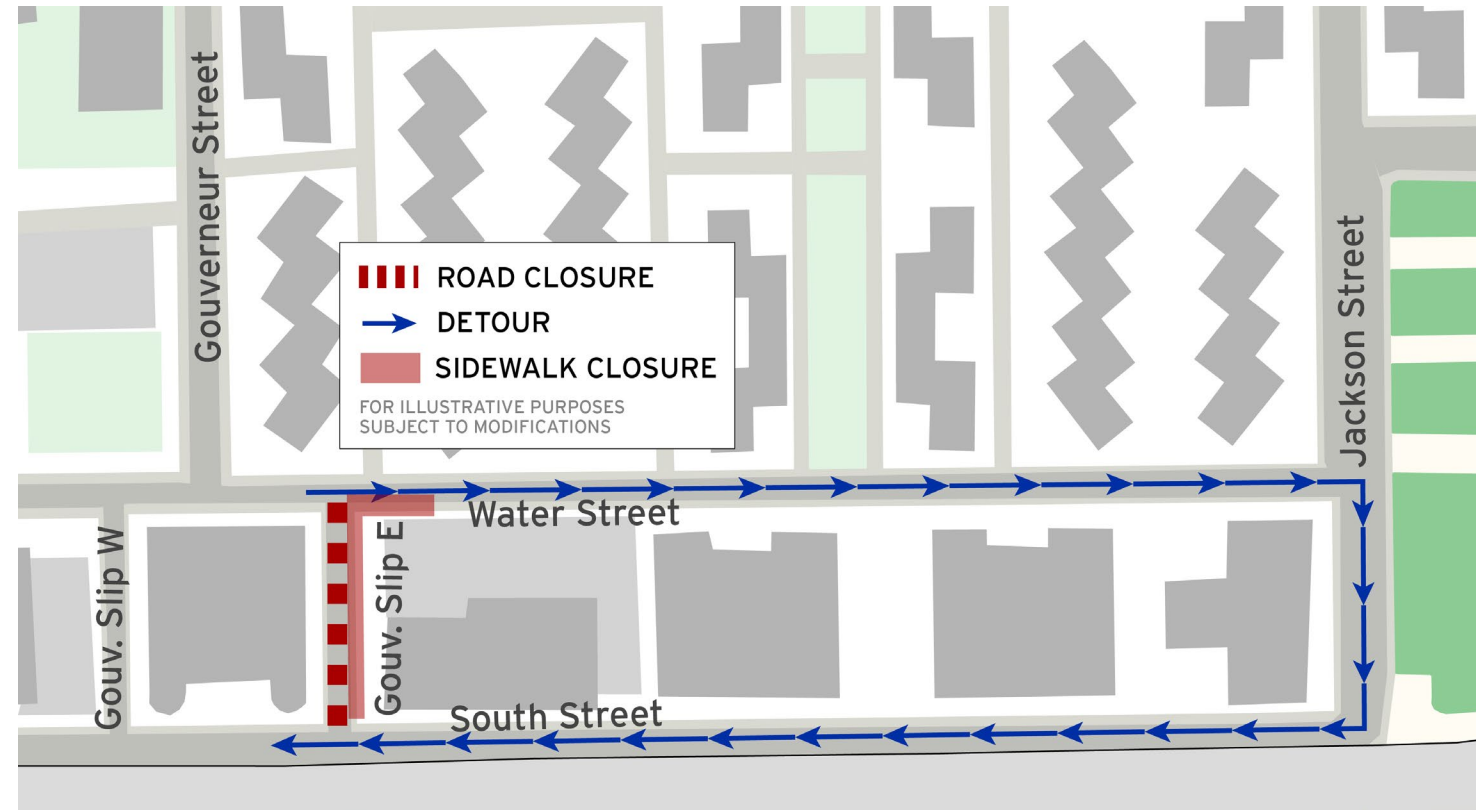 Gouverneur Street
ROAD CLOSURE
DETOUR
SIDEWALK CLOSURE
FOR ILLUSTRATIVE PURPOSES
SUBJECT TO MODIFICATIONS
Jackson Street
Water Street
Gouv. Slip W
Gouv. Slip E
South Street